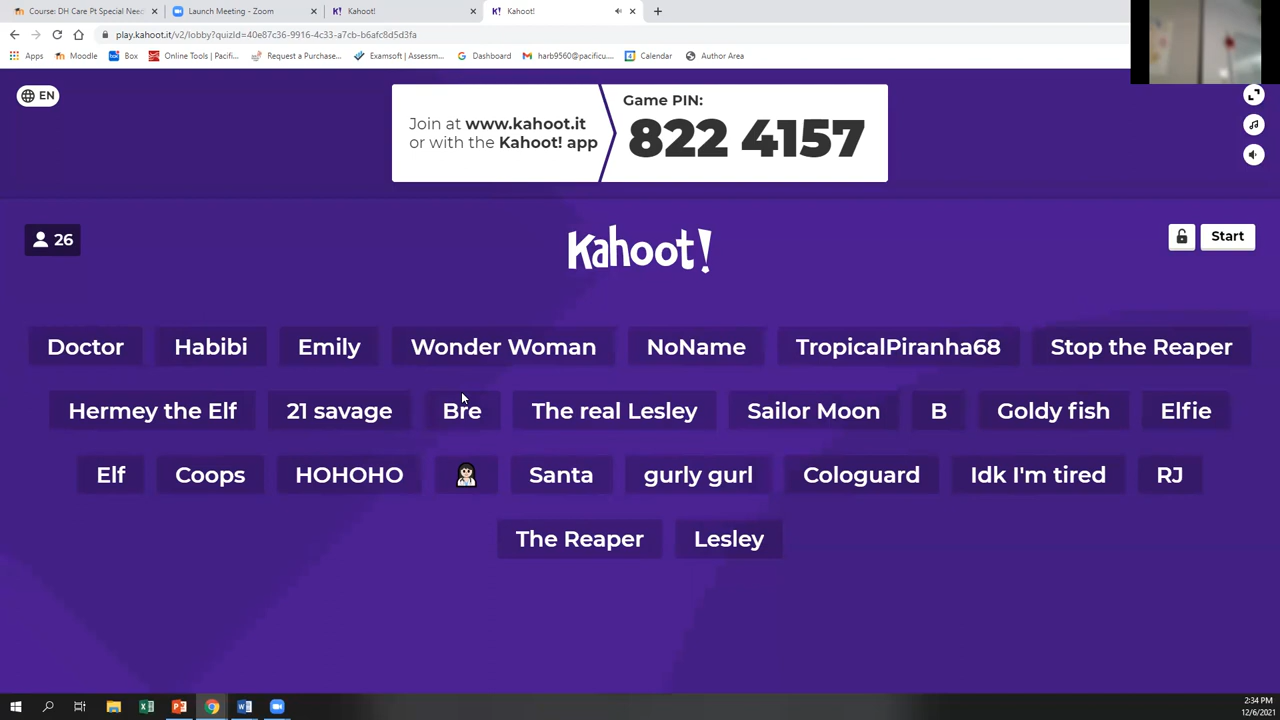 Course: DH Care Pt Special Need
Launch Meeting - Zoom
Kahoot!
Kahoot!
play.kahoot.it/v2/lobby?quizId=40e87c36-9916-4c33-a7cb-b6afc8d5d3fa
Apps
Moodle
Box
Online Tools | Pacifi...
Request a Purchase...
Examsoft | Assessm...
Dashboard
harb9560@pacificu...
Calendar
Author Area
EN
Join at www.kahoot.it
or with the Kahoot! app
Game PIN:
822 4157
26
Kahoot!
Start
Doctor Habibi Emily Wonder Woman NoName TropicalPiranha68 Stop the Reaper
Hermey the Elf 21 savage Bre The real Lesley Sailor Moon B Goldy fish Elfie
Elf Coops HOHOHO Santa gurly gurl Cologuard Idk I'm tired RJ
The Reaper Lesley
2:34 PM
12/6/2021